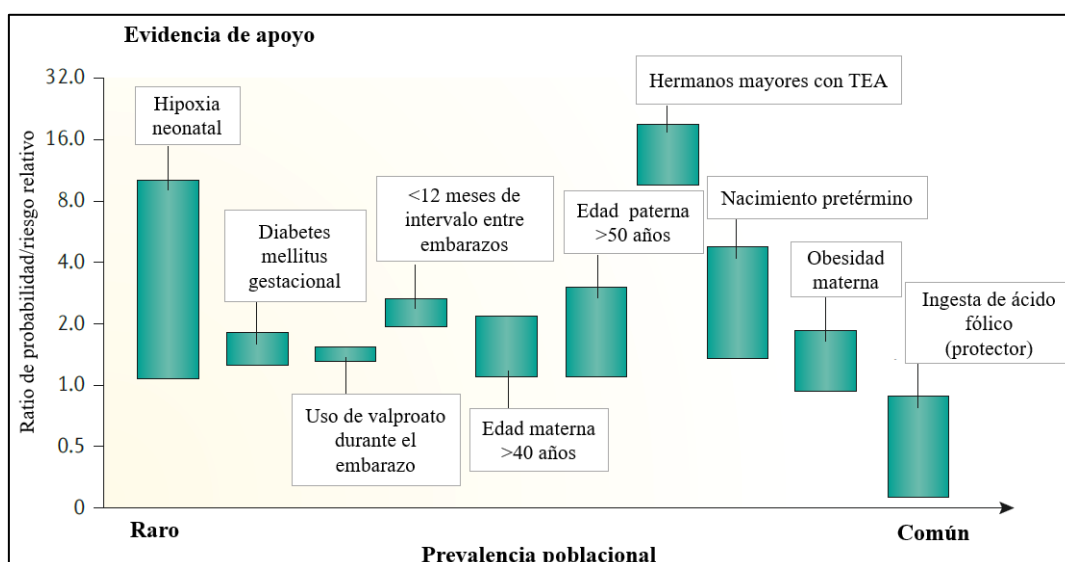 Evidencia de apoyo
Ratio de probabilidad/riesgo relativo
32.0
16.0
8.0
4.0
2.0
1.0
0.5
0
Hipoxia
neonatal
Diabetes
mellitus
gestacional
Uso de valproato
durante el
embarazo
<12 meses de
intervalo entre
embarazos
Edad materna
>40 años
Edad paterna
>50 años
Hermanos mayores con TEA
Nacimiento pretérmino
Obesidad
materna
Ingesta de ácido
fólico
(protector)
Raro
Común
Prevalencia poblacional